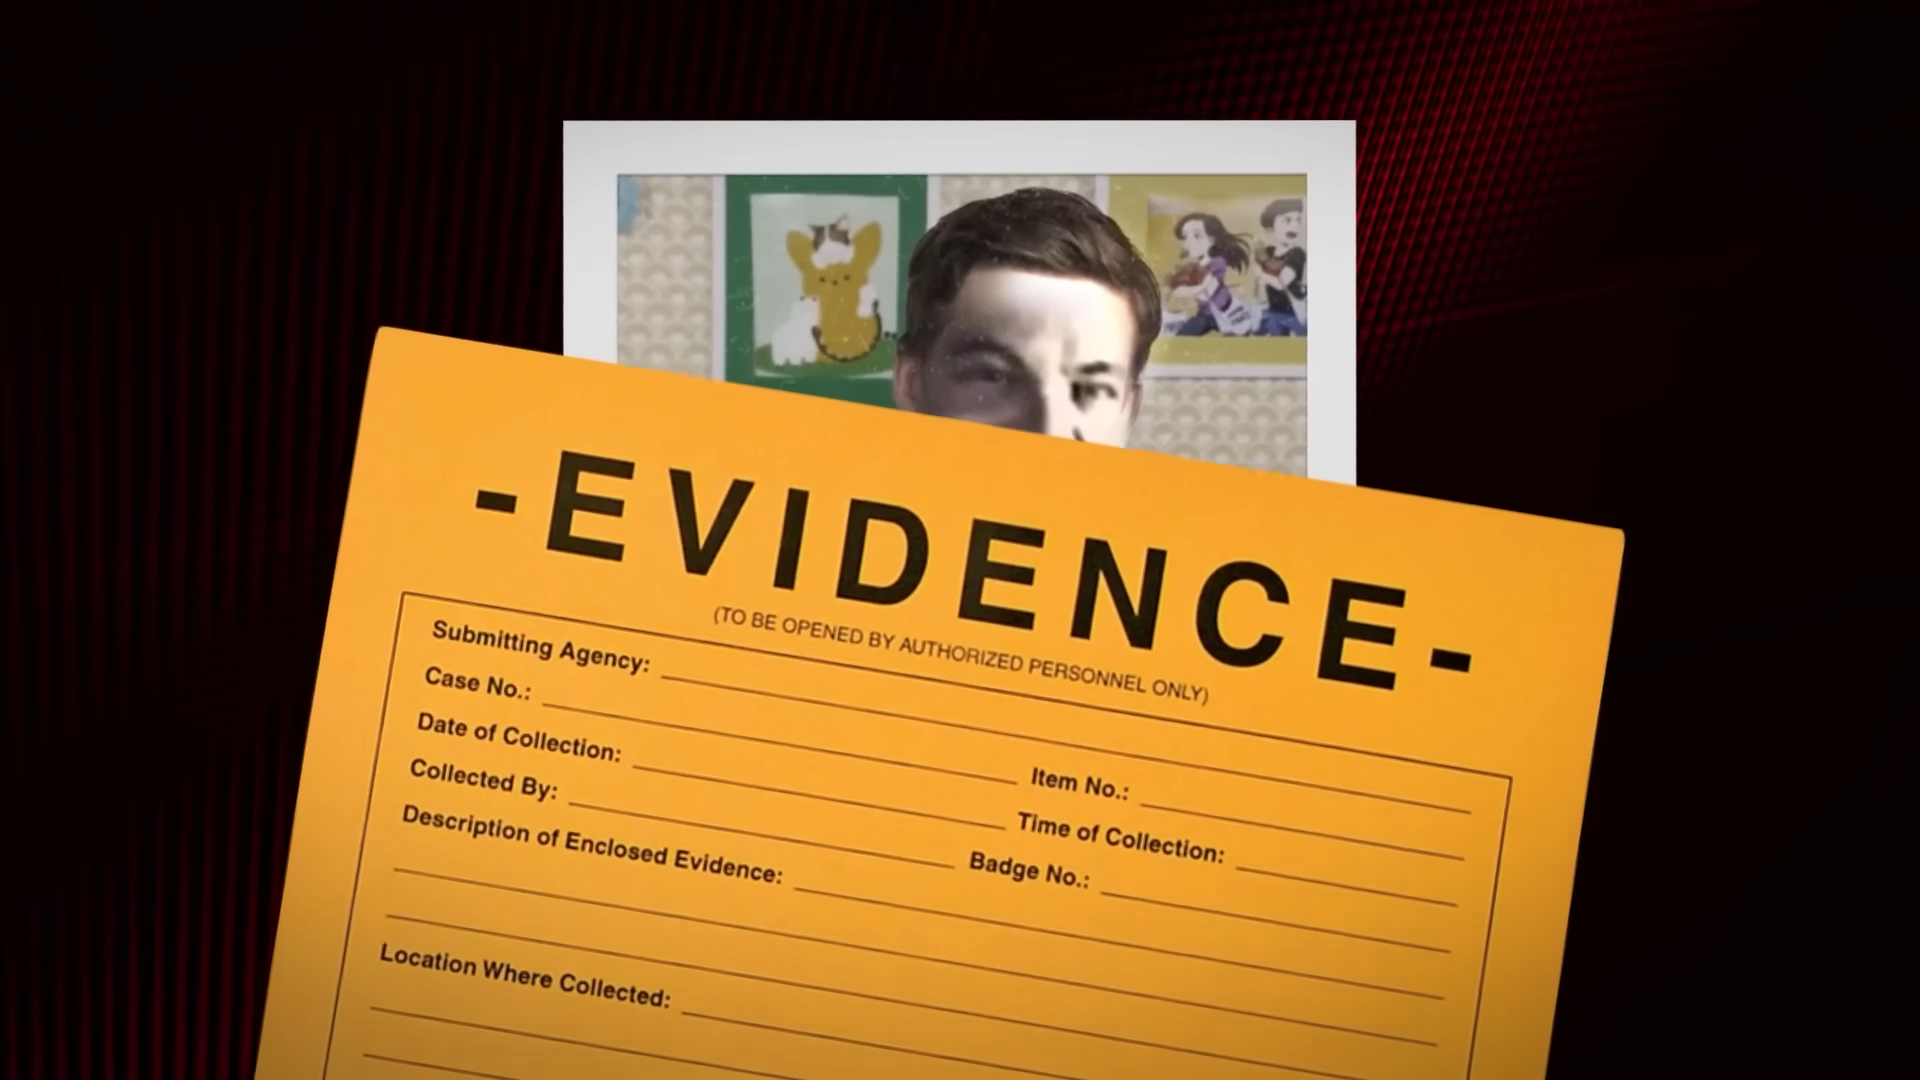 -EVIDENCE-
(TO BE OPENED BY AUTHORIZED PERSONNEL ONLY)
Submitting Agency:
Case No.: Item No.:
Date of Collection: Time of Collection:
Collected By: Badge No.:
Description of Enclosed Evidence:
Location Where Collected: